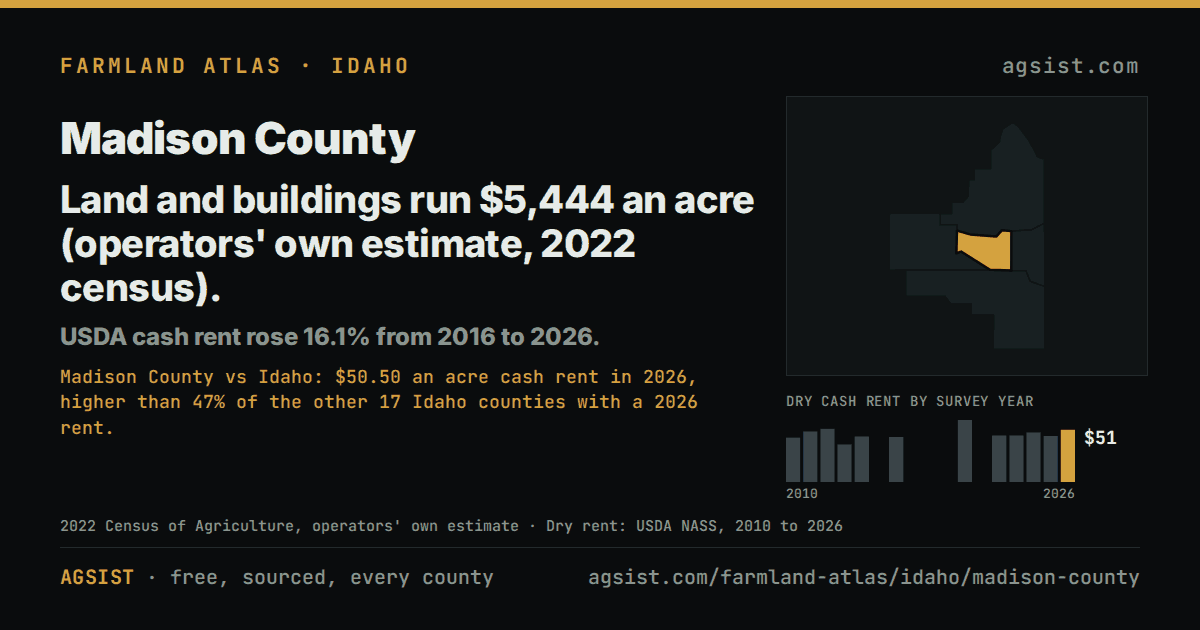 FARMLAND ATLAS · IDAHO
agsist.com
Madison County
Land and buildings run $5,444 an acre
(operators' own estimate, 2022
census).
USDA cash rent rose 16.1% from 2016 to 2026.
Madison County vs Idaho: $50.50 an acre cash rent in 2026,
higher than 47% of the other 17 Idaho counties with a 2026
rent.
DRY CASH RENT BY SURVEY YEAR
$51
2010
2026
2022 Census of Agriculture, operators' own estimate · Dry rent: USDA NASS, 2010 to 2026
AGSIST · free, sourced, every county
agsist.com/farmland-atlas/idaho/madison-county